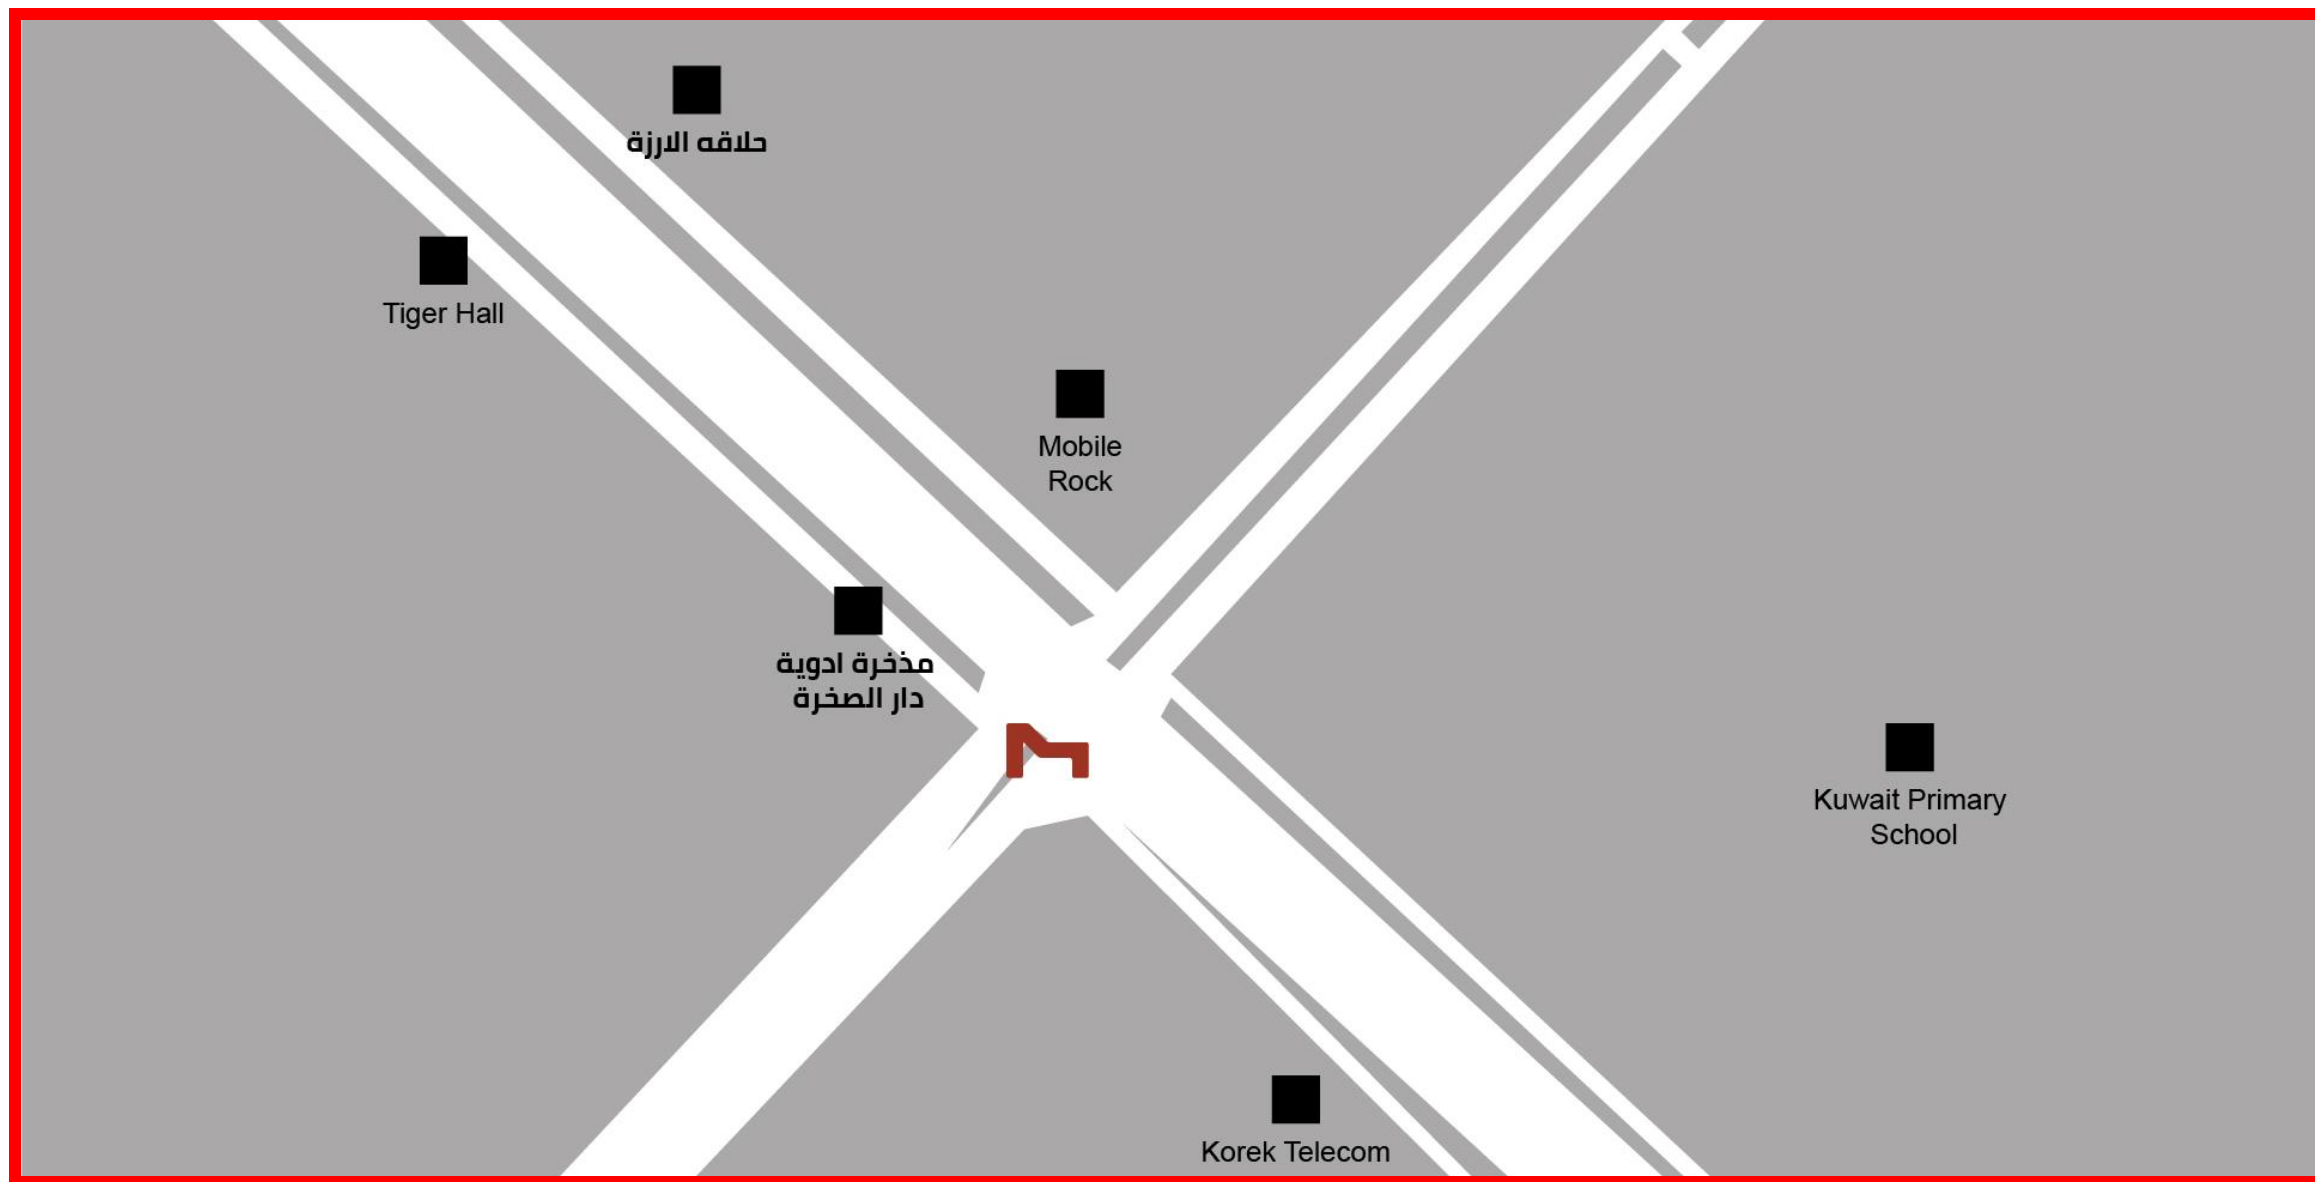 حلاقه الارزة
Tiger Hall
Mobile
Rock
مذخرة ادوية
دار الصخرة
Kuwait Primary
School
Korek Telecom